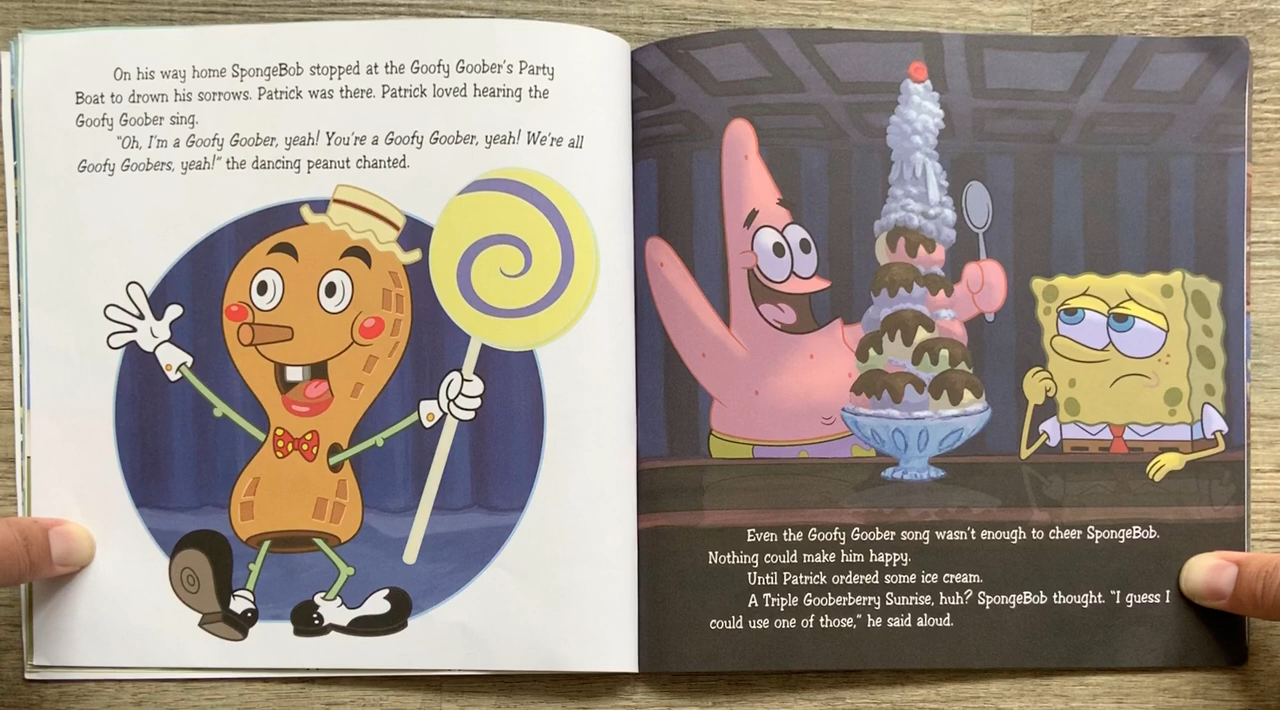 On his way home SpongeBob stopped at the Goofy Goober's Party
Boat to drown his sorrows. Patrick was there. Patrick loved hearing the
Goofy Goober sing.
"Oh, I'm a Goofy Goober, yeah! You're a Goofy Goober, yeah! We're all
Goofy Goobers, yeah!" the dancing peanut chanted.
Even the Goofy Goober song wasn't enough to cheer SpongeBob.
Nothing could make him happy.
Until Patrick ordered some ice cream.
A Triple Gooberberry Sunrise, huh? SpongeBob thought. "I guess I
could use one of those," he said aloud.